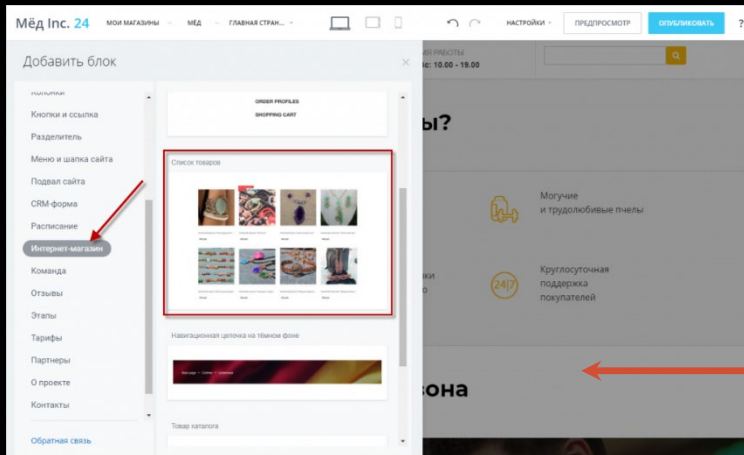 Мёд Inc. 24
МОИ МАГАЗИНЫ
МЁД
ГЛАВНАЯ СТРАН...
НАСТРОЙКИ
ПРЕДПРОСМОТР
ОПУБЛИКОВАТЬ
?
Добавить блок
Кнопки и ссылка
Разделитель
Меню и шапка сайта
Подвал сайта
CRM-форма
Расписание
Интернет-магазин
Команда
Отзывы
Этапы
Тарифы
Партнеры
О проекте
Контакты
Обратная связь
ORDER PROFILES
SHOPPING CART
Список товаров
Навигационная цепочка на тёмном фоне
Товар каталога
РАБОТЫ
10.00 - 19.00
ы?
Могучие
и трудолюбивые пчелы
24|7
Круглосуточная
поддержка
покупателей
зона